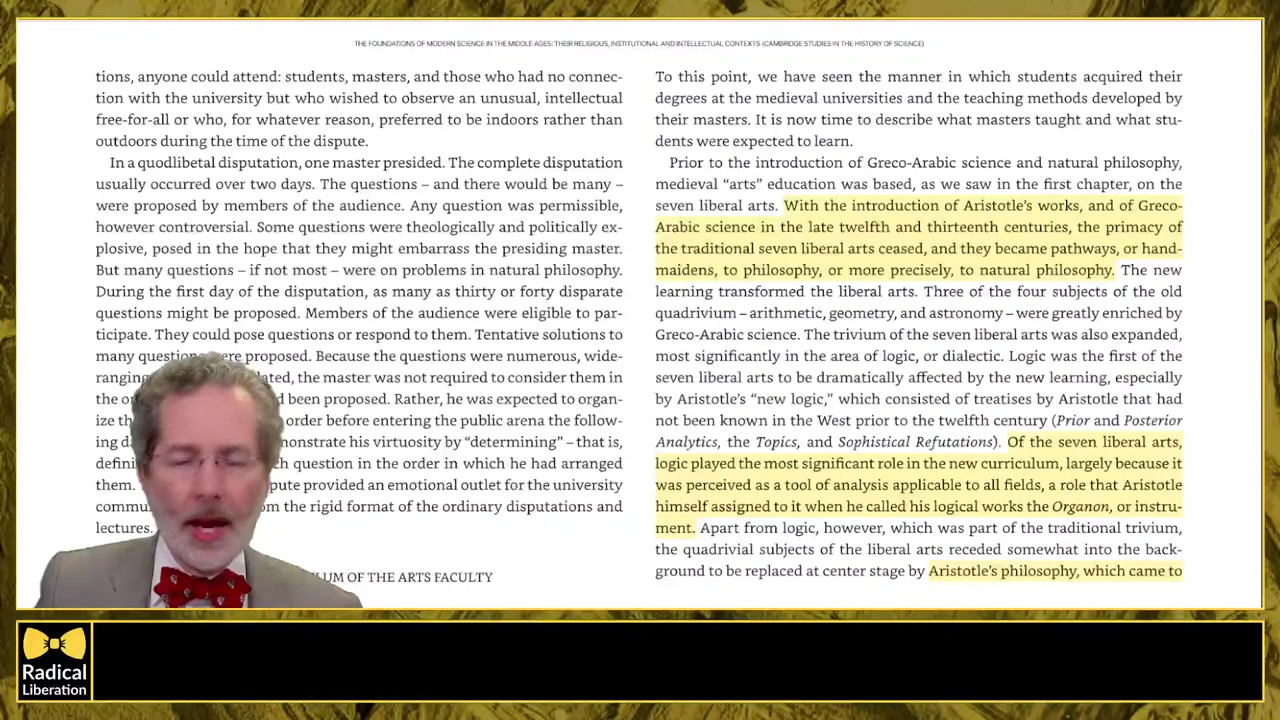 THE FOUNDATIONS OF MODERN SCIENCE IN THE MIDDLE AGES: THEIR RELIGIOUS, INSTITUTIONAL AND INTELLECTUAL CONTEXTS (CAMBRIDGE STUDIES IN THE HISTORY OF SCIENCE)
tions, anyone could attend: students, masters, and those who had no connec-
tion with the university but who wished to observe an unusual, intellectual
free-for-all or who, for whatever reason, preferred to be indoors rather than
outdoors during the time of the dispute.
In a quodlibetal disputation, one master presided. The complete disputation
usually occurred over two days. The questions – and there would be many –
were proposed by members of the audience. Any question was permissible,
however controversial. Some questions were theologically and politically ex-
plosive, posed in the hope that they might embarrass the presiding master.
But many questions – if not most – were on problems in natural philosophy.
During the first day of the disputation, as many as thirty or forty disparate
questions might be proposed. Members of the audience were eligible to par-
ticipate. They could pose questions or respond to them. Tentative solutions to
many questions were proposed. Because the questions were numerous, wide-
ranging lated, the master was not required to consider them in
the o d been proposed. Rather, he was expected to organ-
ize th order before entering the public arena the follow-
ing d monstrate his virtuosity by “determining” – that is,
defini ch question in the order in which he had arranged
them. pute provided an emotional outlet for the university
commu om the rigid format of the ordinary disputations and
lectures.
LUM OF THE ARTS FACULTY
To this point, we have seen the manner in which students acquired their
degrees at the medieval universities and the teaching methods developed by
their masters. It is now time to describe what masters taught and what stu-
dents were expected to learn.
Prior to the introduction of Greco-Arabic science and natural philosophy,
medieval “arts” education was based, as we saw in the first chapter, on the
seven liberal arts. With the introduction of Aristotle’s works, and of Greco-
Arabic science in the late twelfth and thirteenth centuries, the primacy of
the traditional seven liberal arts ceased, and they became pathways, or hand-
maidens, to philosophy, or more precisely, to natural philosophy. The new
learning transformed the liberal arts. Three of the four subjects of the old
quadrivium – arithmetic, geometry, and astronomy – were greatly enriched by
Greco-Arabic science. The trivium of the seven liberal arts was also expanded,
most significantly in the area of logic, or dialectic. Logic was the first of the
seven liberal arts to be dramatically affected by the new learning, especially
by Aristotle’s “new logic,” which consisted of treatises by Aristotle that had
not been known in the West prior to the twelfth century (Prior and Posterior
Analytics, the Topics, and Sophistical Refutations). Of the seven liberal arts,
logic played the most significant role in the new curriculum, largely because it
was perceived as a tool of analysis applicable to all fields, a role that Aristotle
himself assigned to it when he called his logical works the Organon, or instru-
ment. Apart from logic, however, which was part of the traditional trivium,
the quadrivial subjects of the liberal arts receded somewhat into the back-
ground to be replaced at center stage by Aristotle’s philosophy, which came to
Radical
Liberation